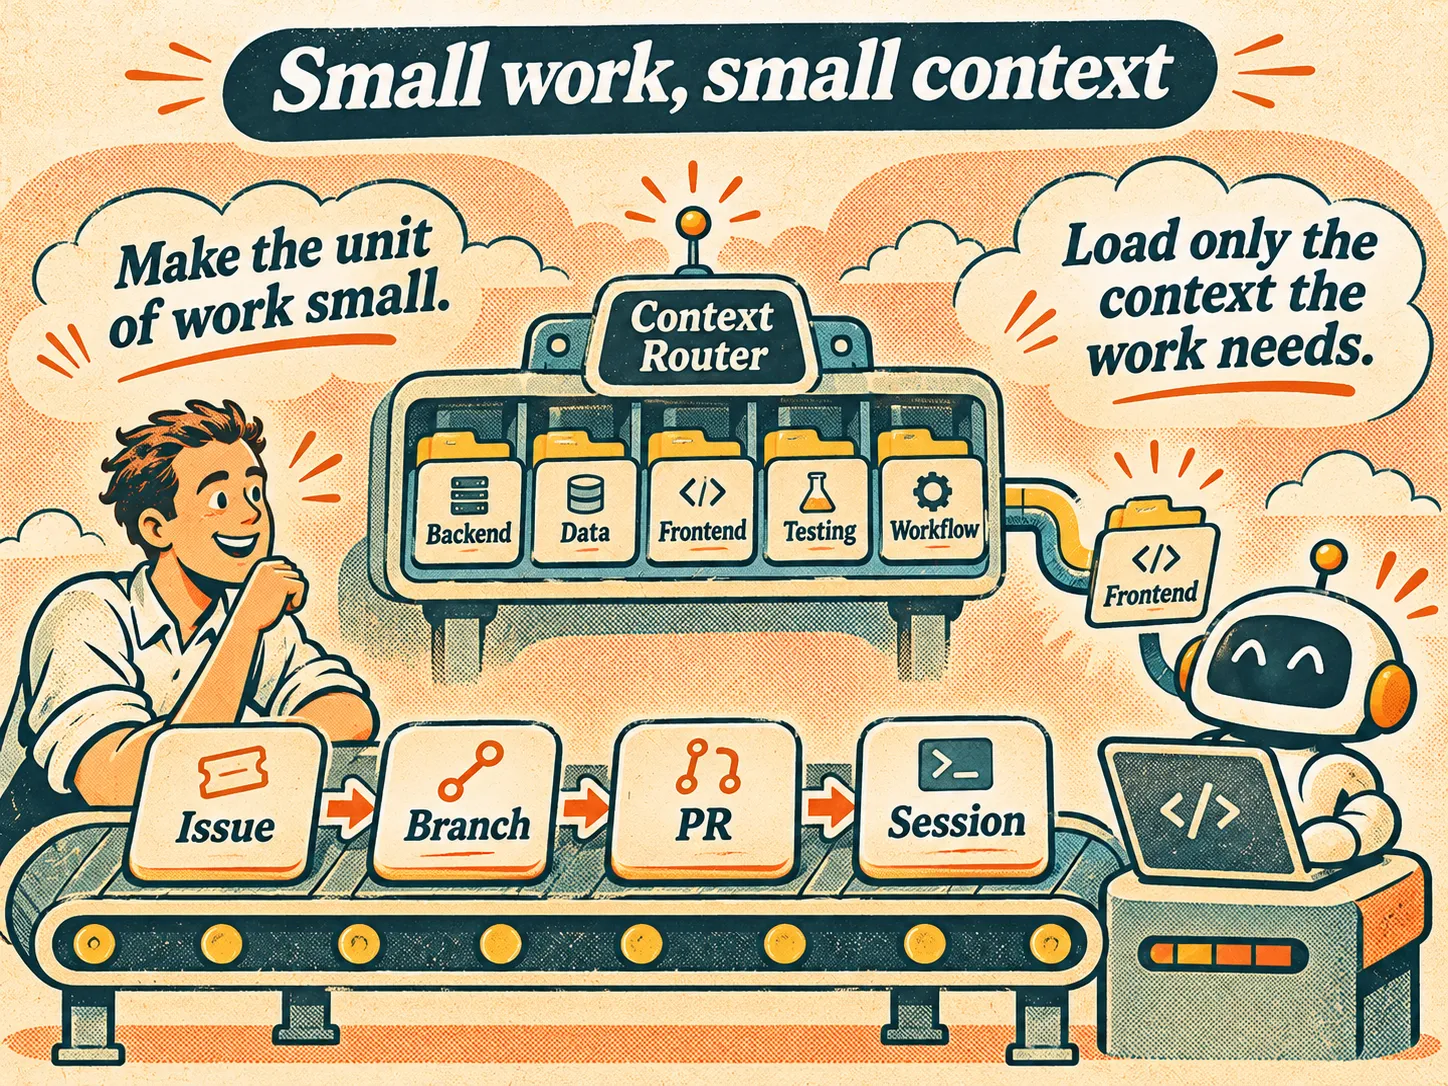 Small work, small context
Make the unit
of work small.
Load only the
context the
work needs.
Context
Router
Backend
Data
Frontend
Testing
Workflow
Frontend
Issue
Branch
PR
Session